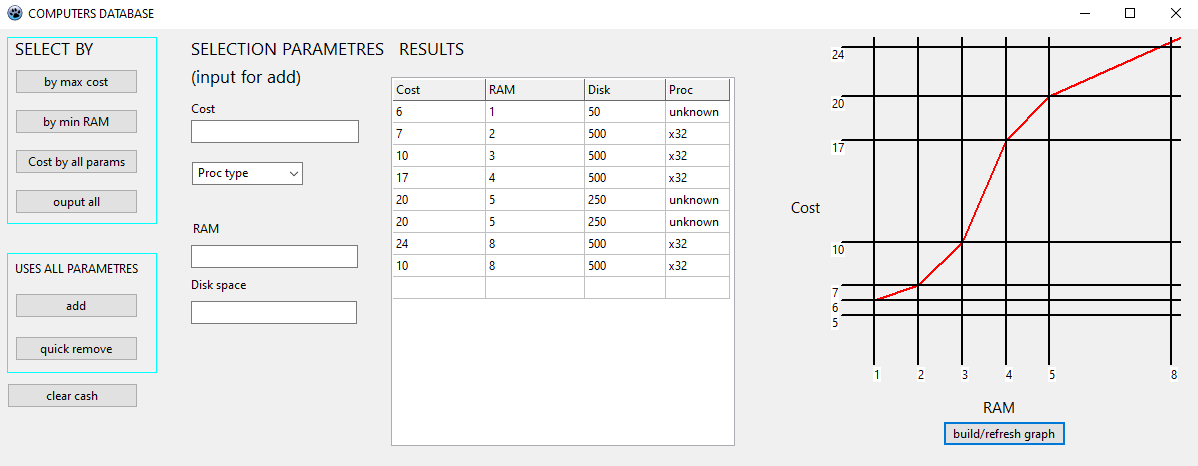 COMPUTERS DATABASE
SELECT BY
by max cost
by min RAM
Cost by all params
ouput all
USES ALL PARAMETRES
add
quick remove
clear cash
SELECTION PARAMETRES
(input for add)
Cost
Proc type
RAM
Disk space
RESULTS
Cost RAM Disk Proc
6 1 50 unknown
7 2 500 x32
10 3 500 x32
17 4 500 x32
20 5 250 unknown
20 5 250 unknown
24 8 500 x32
10 8 500 x32
24
20
17
Cost
10
7
6
5
1 2 3 4 5 8
RAM
build/refresh graph